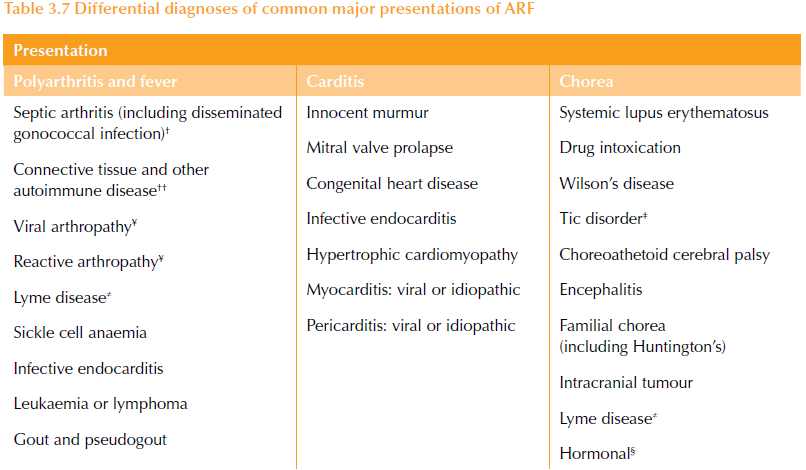 Table 3.7 Differential diagnoses of common major presentations of ARF
Presentation
Polyarthritis and fever
Carditis
Chorea
Septic arthritis (including disseminated
gonococcal infection)†
Connective tissue and other
autoimmune disease††
Viral arthropathy¥
Reactive arthropathy¥
Lyme disease≠
Sickle cell anaemia
Infective endocarditis
Leukaemia or lymphoma
Gout and pseudogout
Innocent murmur
Mitral valve prolapse
Congenital heart disease
Infective endocarditis
Hypertrophic cardiomyopathy
Myocarditis: viral or idiopathic
Pericarditis: viral or idiopathic
Systemic lupus erythematosus
Drug intoxication
Wilson’s disease
Tic disorder‡
Choreoathetoid cerebral palsy
Encephalitis
Familial chorea
(including Huntington’s)
Intracranial tumour
Lyme disease≠
Hormonal§